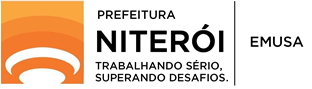 PREFEITURA
NITERÓI
TRABALHANDO SÉRIO,
SUPERANDO DESAFIOS.
EMUSA